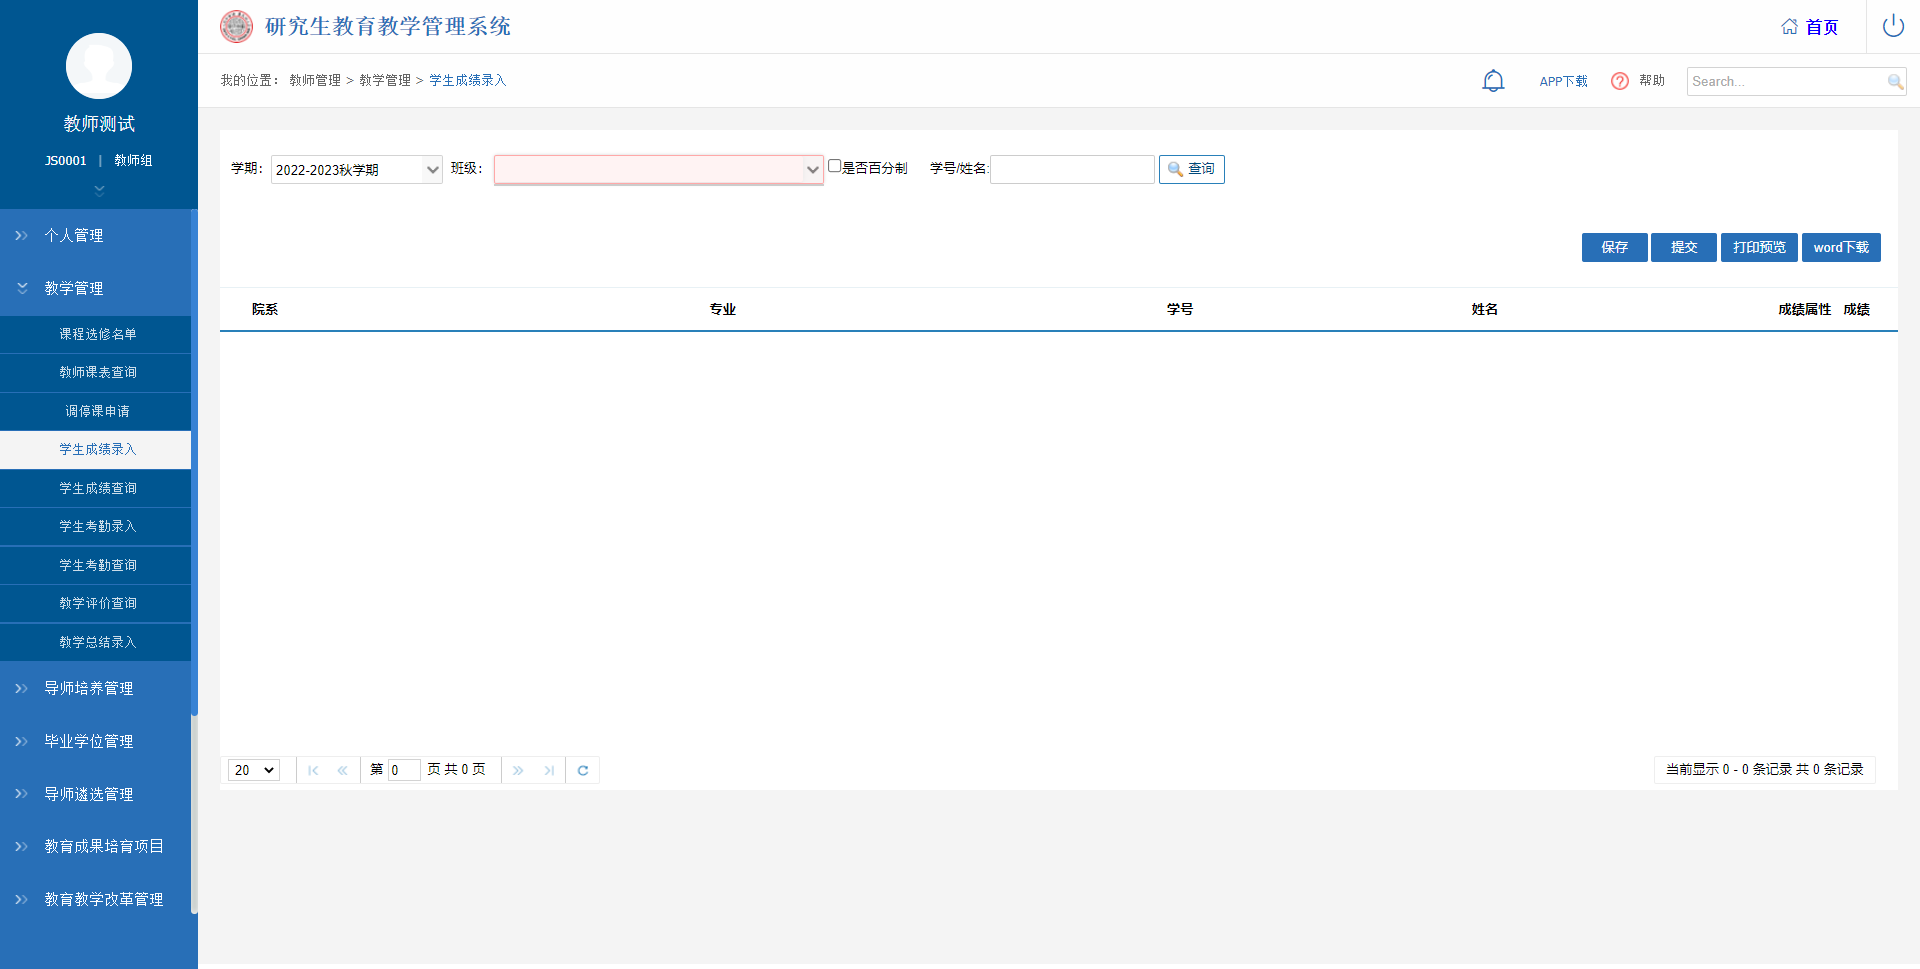 研究生教育教学管理系统
首页
我的位置： 教师管理 > 教学管理 > 学生成绩录入
APP下载
帮助
Search...
教师测试
JS0001 | 教师组
个人管理
教学管理
课程选修名单
教师课表查询
调停课申请
学生成绩录入
学生成绩查询
学生考勤录入
学生考勤查询
教学评价查询
教学总结录入
导师培养管理
毕业学位管理
导师遴选管理
教育成果培育项目
教育教学改革管理
学期： 2022-2023秋学期 班级： 是否百分制 学号/姓名: 查询
保存 提交 打印预览 word下载
院系 专业 学号 姓名 成绩属性 成绩
20 第 0 页 共 0 页
当前显示 0 - 0 条记录 共 0 条记录